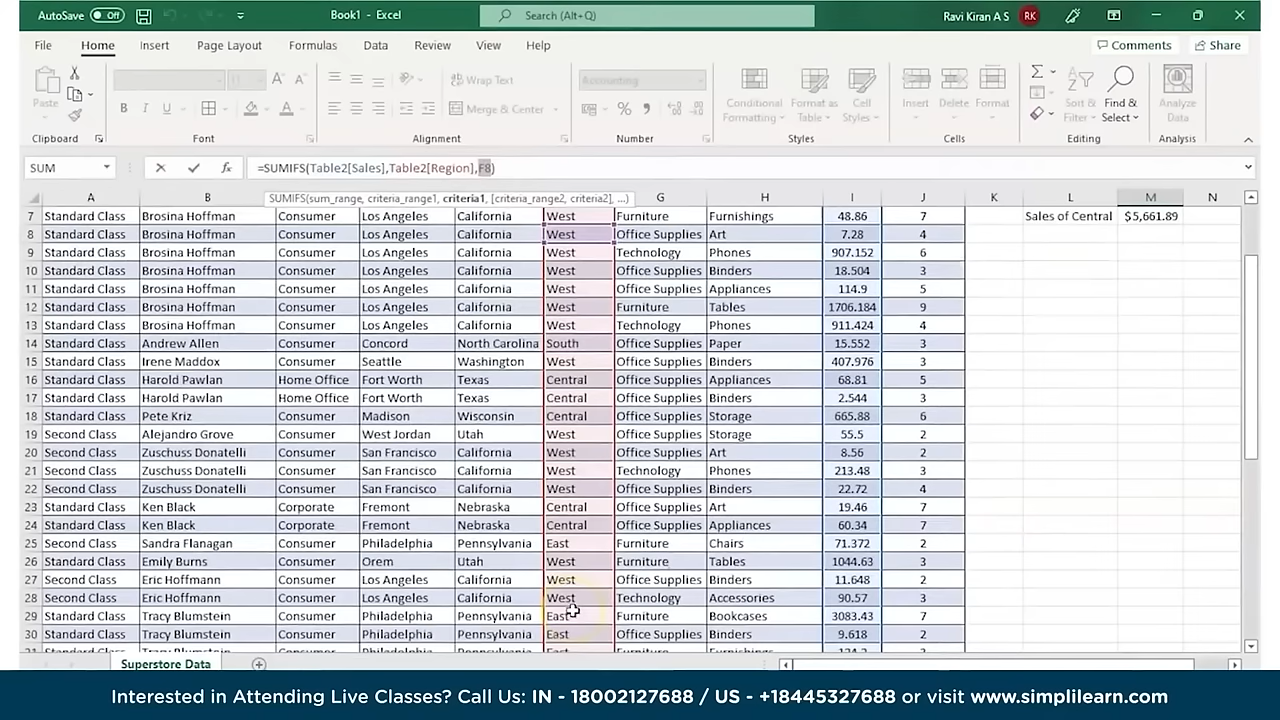 AutoSave Off Book1 - Excel Search (Alt+Q) Ravi Kiran A S RK
File Home Insert Page Layout Formulas Data Review View Help Comments Share
Paste B I U Wrap Text Merge & Center Accounting Conditional Formatting Format as Table Cell Styles Insert Delete Format Sort & Filter Find & Select Analyze Data
Clipboard Font Alignment Number Styles Cells Editing Analysis
SUM fx =SUMIFS(Table2[Sales],Table2[Region],F8)
SUMIFS(sum_range, criteria_range1, criteria1, [criteria_range2, criteria2], ...)
A B G H I J K L M N
7 Standard Class Brosina Hoffman Consumer Los Angeles California West Furniture Furnishings 48.86 7 Sales of Central $5,661.89
8 Standard Class Brosina Hoffman Consumer Los Angeles California West Office Supplies Art 7.28 4
9 Standard Class Brosina Hoffman Consumer Los Angeles California West Technology Phones 907.152 6
10 Standard Class Brosina Hoffman Consumer Los Angeles California West Office Supplies Binders 18.504 3
11 Standard Class Brosina Hoffman Consumer Los Angeles California West Office Supplies Appliances 114.9 5
12 Standard Class Brosina Hoffman Consumer Los Angeles California West Furniture Tables 1706.184 9
13 Standard Class Brosina Hoffman Consumer Los Angeles California West Technology Phones 911.424 4
14 Standard Class Andrew Allen Consumer Concord North Carolina South Office Supplies Paper 15.552 3
15 Standard Class Irene Maddox Consumer Seattle Washington West Office Supplies Binders 407.976 3
16 Standard Class Harold Pawlan Home Office Fort Worth Texas Central Office Supplies Appliances 68.81 5
17 Standard Class Harold Pawlan Home Office Fort Worth Texas Central Office Supplies Binders 2.544 3
18 Standard Class Pete Kriz Consumer Madison Wisconsin Central Office Supplies Storage 665.88 6
19 Second Class Alejandro Grove Consumer West Jordan Utah West Office Supplies Storage 55.5 2
20 Second Class Zuschuss Donatelli Consumer San Francisco California West Office Supplies Art 8.56 2
21 Second Class Zuschuss Donatelli Consumer San Francisco California West Technology Phones 213.48 3
22 Second Class Zuschuss Donatelli Consumer San Francisco California West Office Supplies Binders 22.72 4
23 Standard Class Ken Black Corporate Fremont Nebraska Central Office Supplies Art 19.46 7
24 Standard Class Ken Black Corporate Fremont Nebraska Central Office Supplies Appliances 60.34 7
25 Second Class Sandra Flanagan Consumer Philadelphia Pennsylvania East Furniture Chairs 71.372 2
26 Standard Class Emily Burns Consumer Orem Utah West Furniture Tables 1044.63 3
27 Second Class Eric Hoffmann Consumer Los Angeles California West Office Supplies Binders 11.648 2
28 Second Class Eric Hoffmann Consumer Los Angeles California West Technology Accessories 90.57 3
29 Standard Class Tracy Blumstein Consumer Philadelphia Pennsylvania East Furniture Bookcases 3083.43 7
30 Standard Class Tracy Blumstein Consumer Philadelphia Pennsylvania East Office Supplies Binders 9.618 2
Superstore Data
Interested in Attending Live Classes? Call Us: IN - 18002127688 / US - +18445327688 or visit www.simplilearn.com